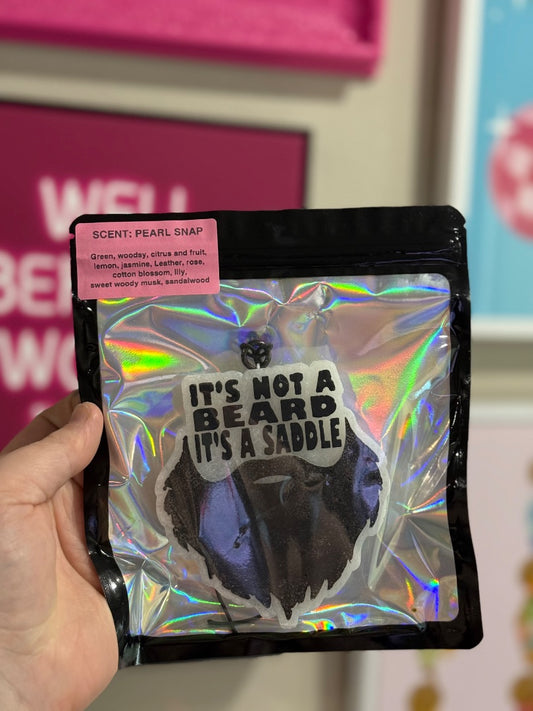 SCENT: PEARL SNAP
Green, woodsy, citrus and fruit,
lemon, jasmine, Leather, rose,
cotton blossom, lily,
sweet woody musk, sandalwood
IT'S NOT A
BEARD
IT'S A SADDLE
WELL